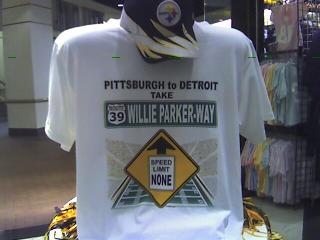 PITTSBURGH to DETROIT
TAKE
ROUTE
39
WILLIE PARKER-WAY
SPEED
LIMIT
NONE